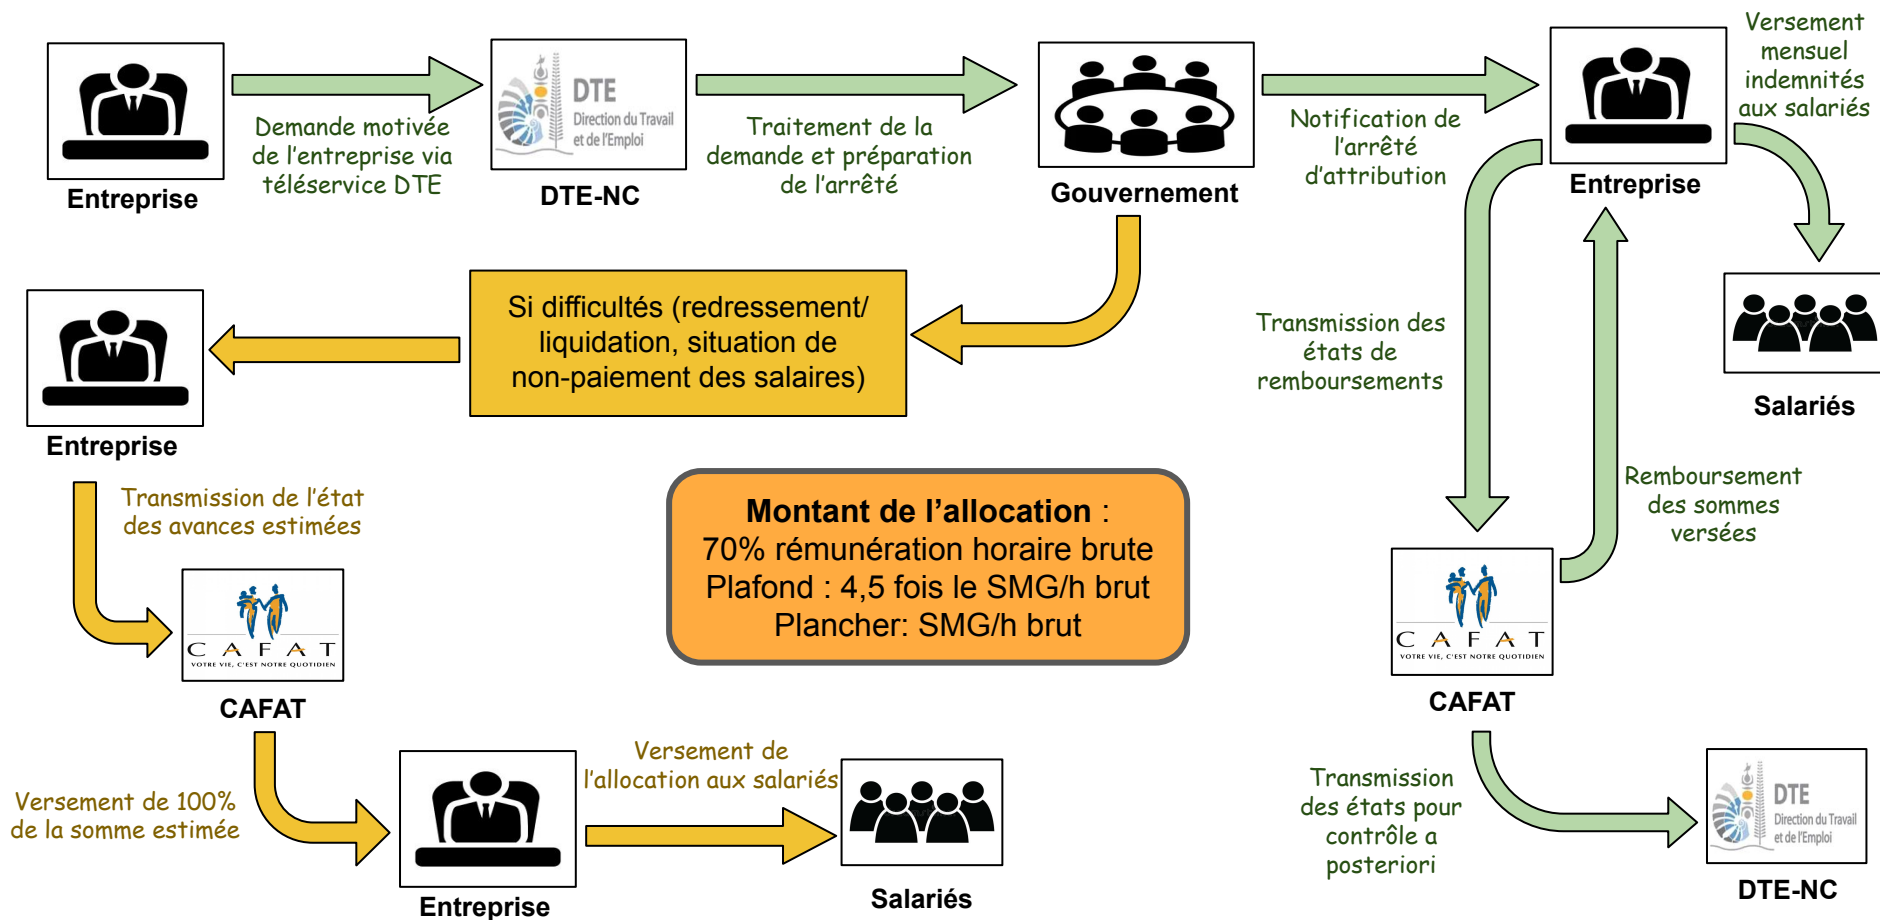 Entreprise
Demande motivée
de l'entreprise via
téléservice DTE
DTE
Direction du Travail
et de l'Emploi
DTE-NC
Traitement de la
demande et préparation
de l'arrêté
Gouvernement
Notification de
l'arrêté
d'attribution
Entreprise
Versement
mensuel
indemnités
aux salariés
Salariés
Transmission des
états de
remboursements
Remboursement
des sommes
versées
CAFAT
VOTRE VIE, C'EST NOTRE QUOTIDIEN
CAFAT
Transmission
des états pour
contrôle a
posteriori
DTE
Direction du Travail
et de l'Emploi
DTE-NC
Si difficultés (redressement/
liquidation, situation de
non-paiement des salaires)
Entreprise
Transmission de l'état
des avances estimées
CAFAT
VOTRE VIE, C'EST NOTRE QUOTIDIEN
CAFAT
Versement de 100%
de la somme estimée
Entreprise
Versement de
l'allocation aux salariés
Salariés
Montant de l'allocation :
70% rémunération horaire brute
Plafond : 4,5 fois le SMG/h brut
Plancher: SMG/h brut